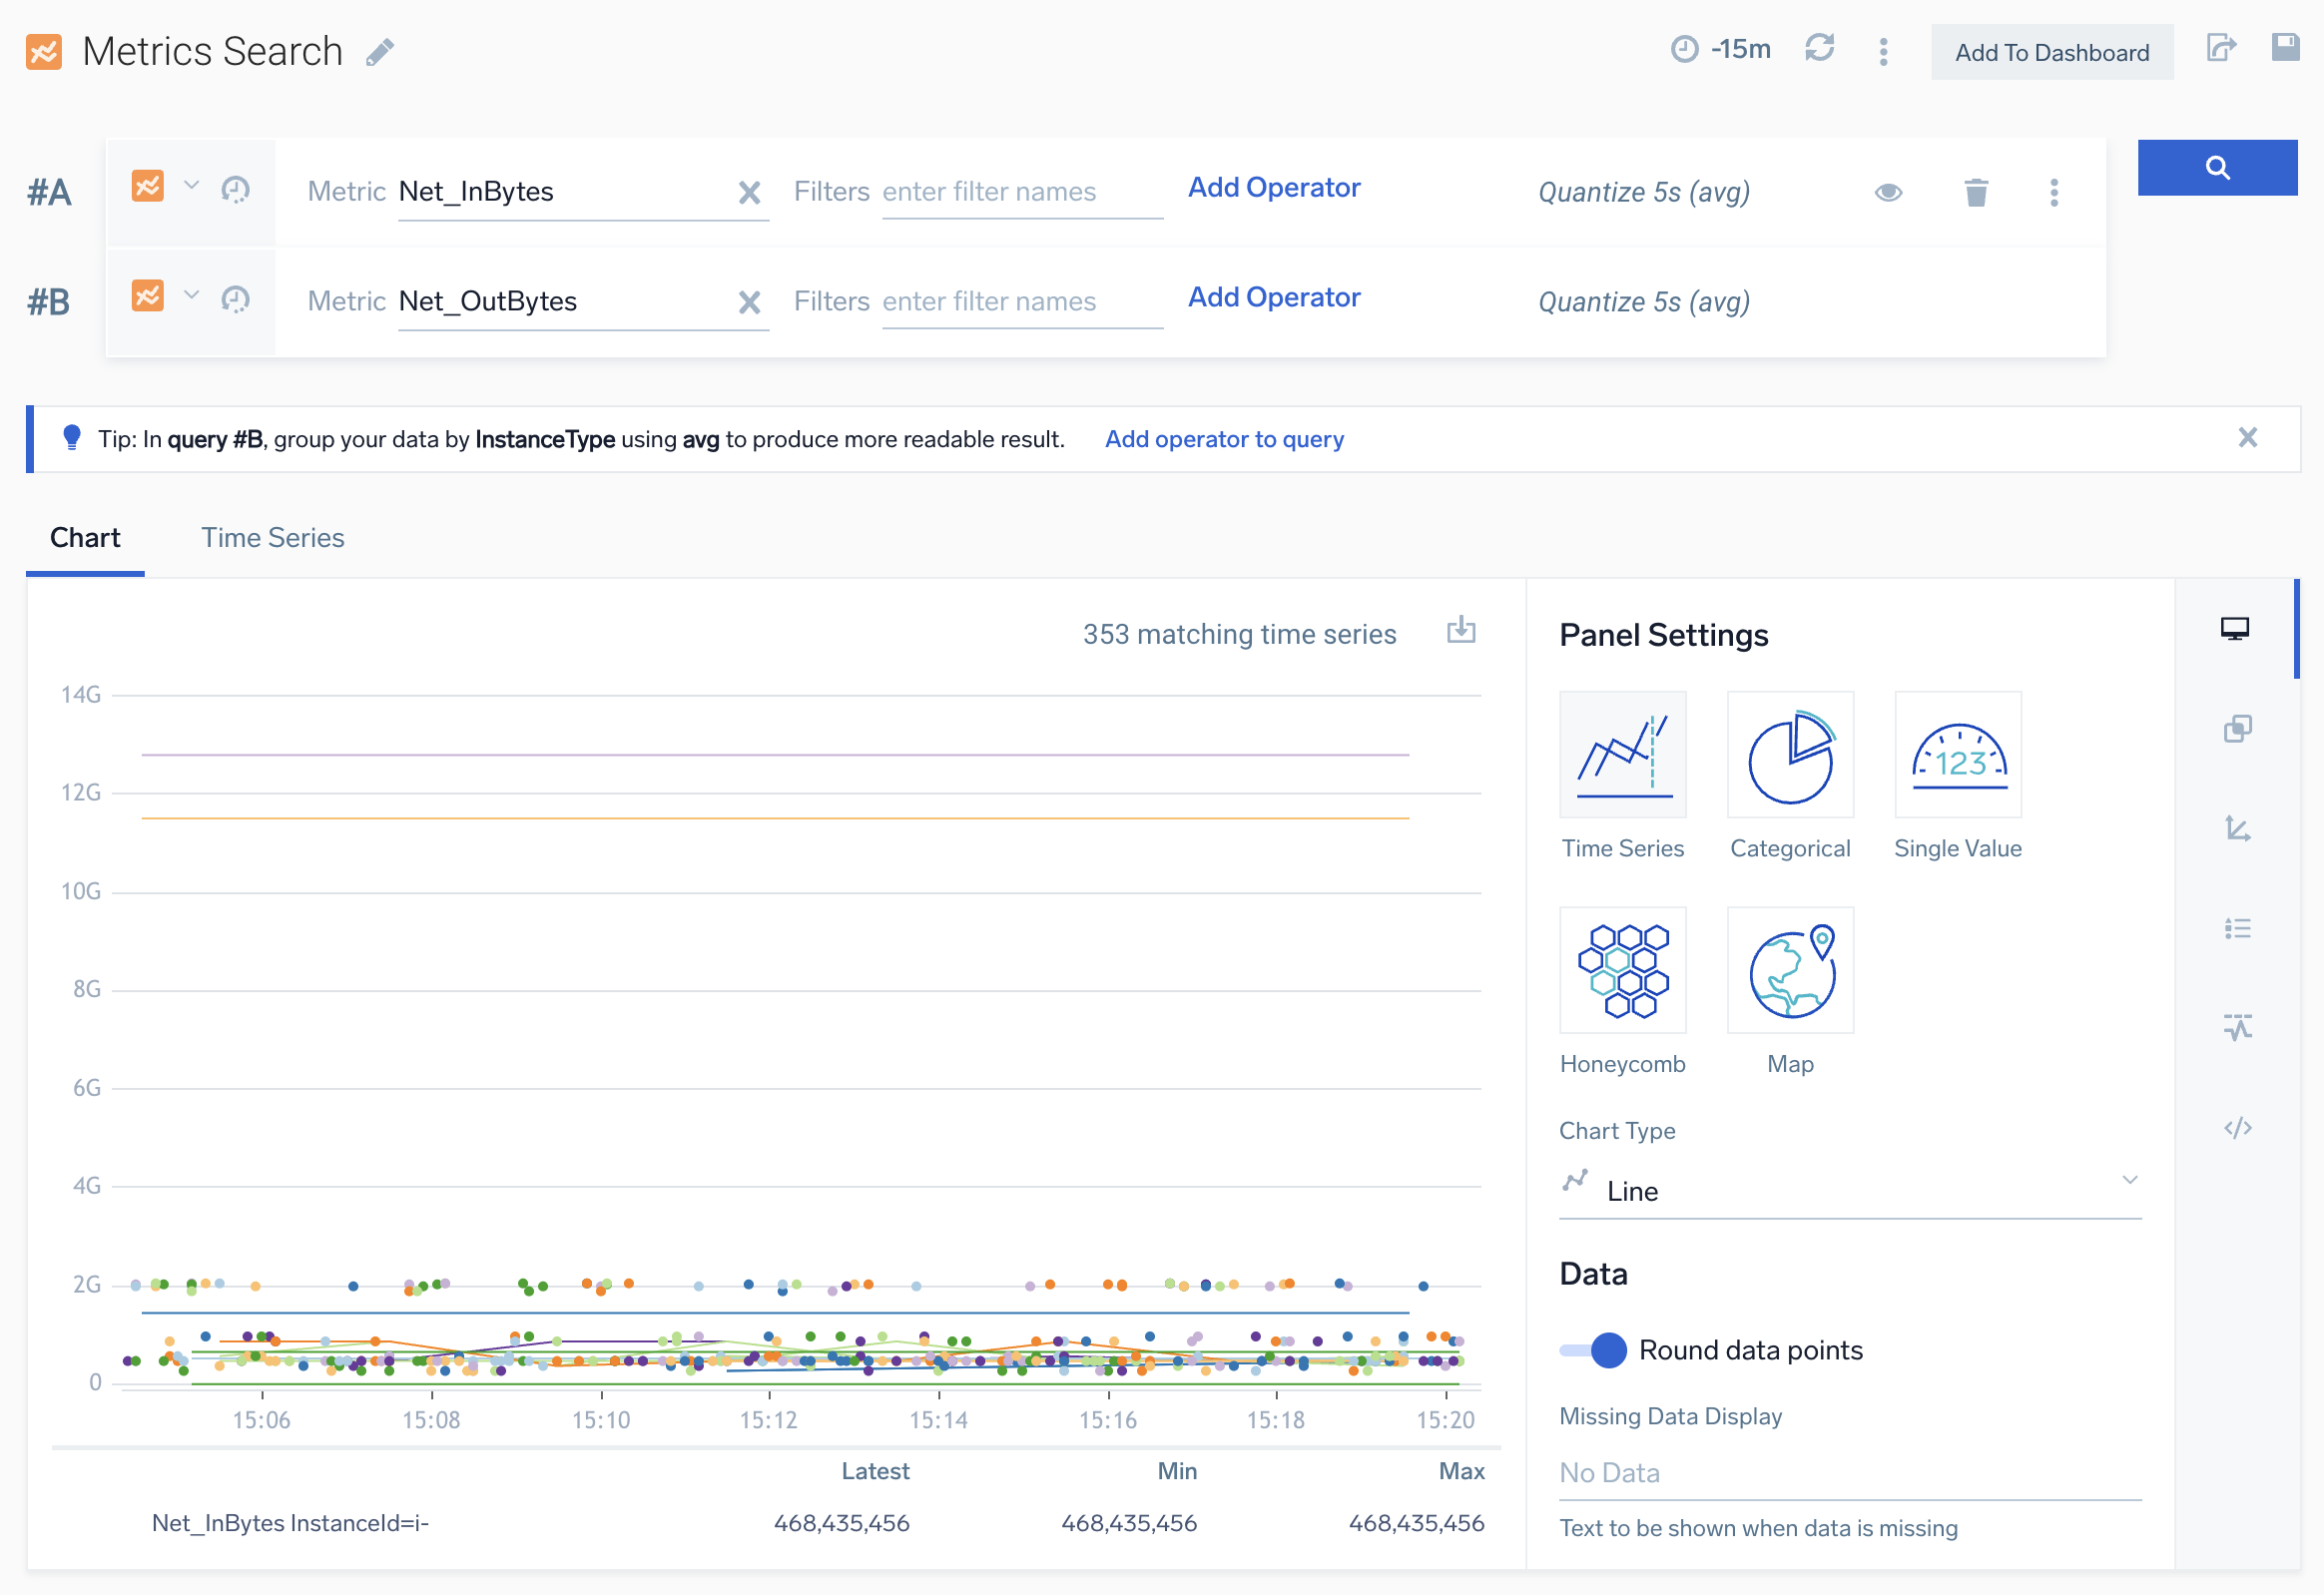 Metrics Search
-15m
Add To Dashboard
#A
Metric Net_InBytes
Filters enter filter names
Add Operator
Quantize 5s (avg)
#B
Metric Net_OutBytes
Filters enter filter names
Add Operator
Quantize 5s (avg)
Tip: In query #B, group your data by InstanceType using avg to produce more readable result. Add operator to query
Chart Time Series
353 matching time series
14G
12G
10G
8G
6G
4G
2G
0
15:06 15:08 15:10 15:12 15:14 15:16 15:18 15:20
Latest Min Max
Net_InBytes InstanceId=i- 468,435,456 468,435,456 468,435,456
Panel Settings
123
Time Series Categorical Single Value
Honeycomb Map
Chart Type
Line
Data
Round data points
Missing Data Display
No Data
Text to be shown when data is missing